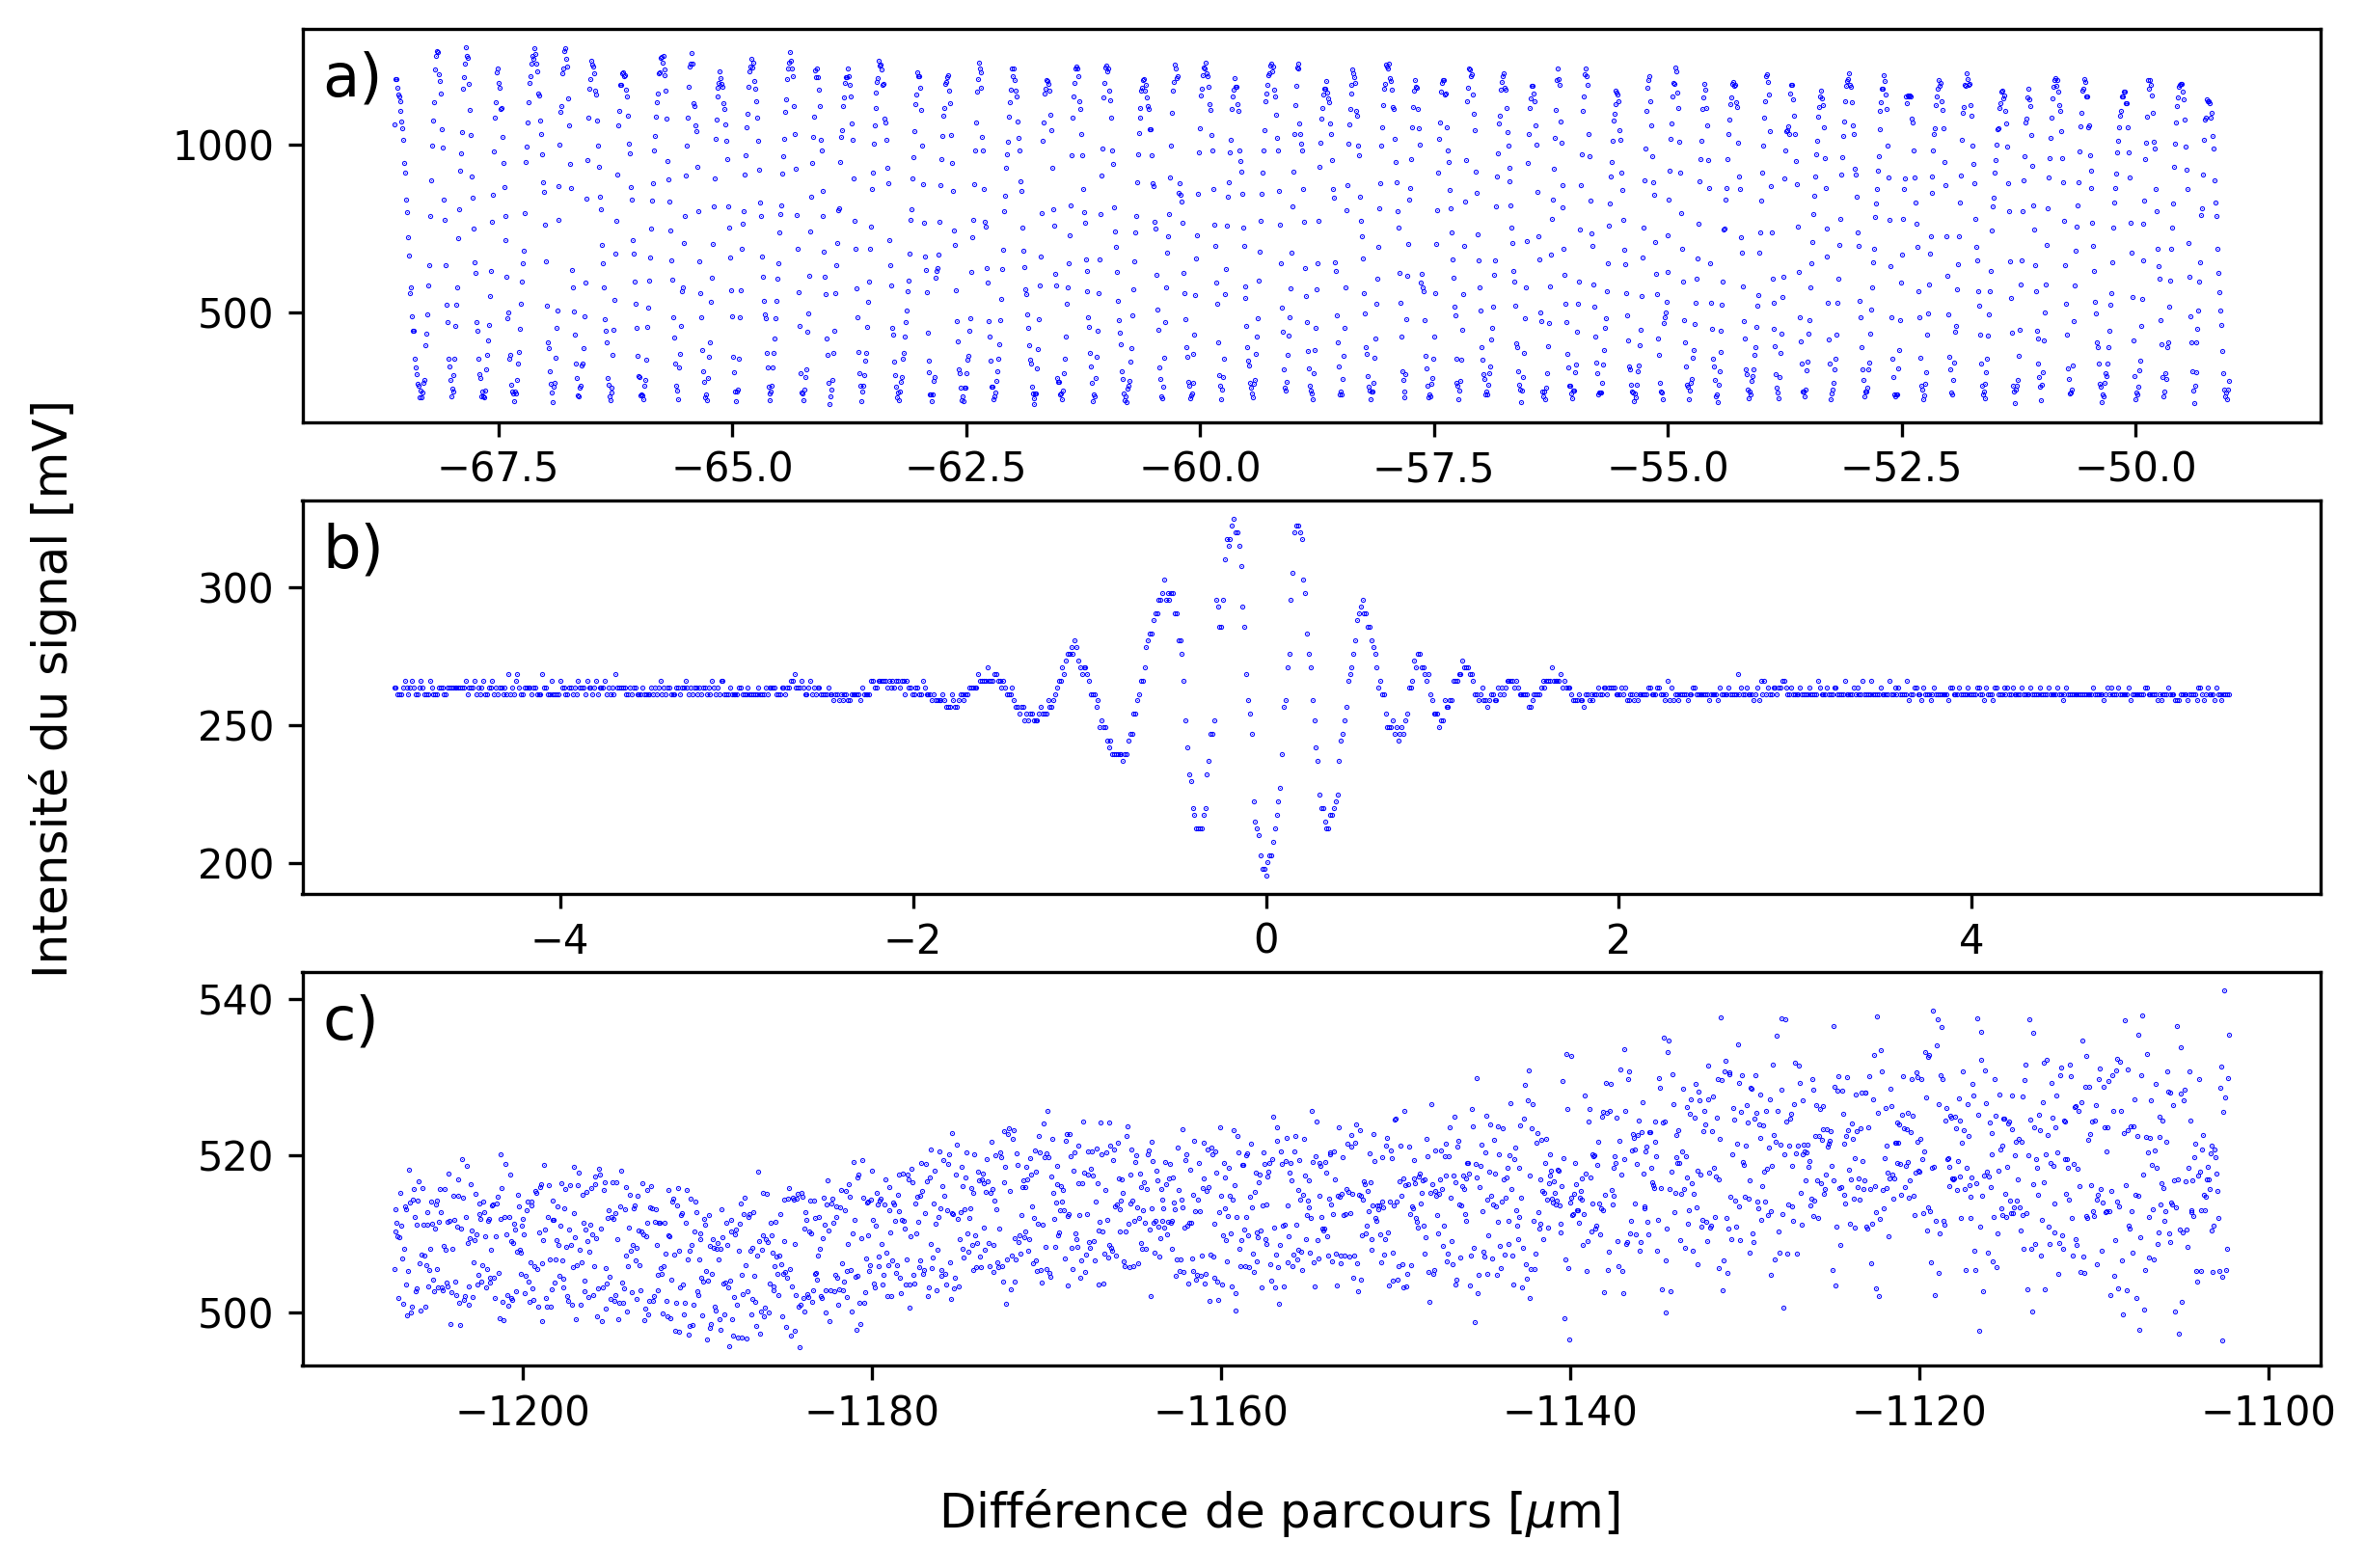 Intensité du signal [mV]
a)
1000
500
−67.5 −65.0 −62.5 −60.0 −57.5 −55.0 −52.5 −50.0
b)
300
250
200
−4 −2 0 2 4
c)
540
520
500
−1200 −1180 −1160 −1140 −1120 −1100
Différence de parcours [μm]